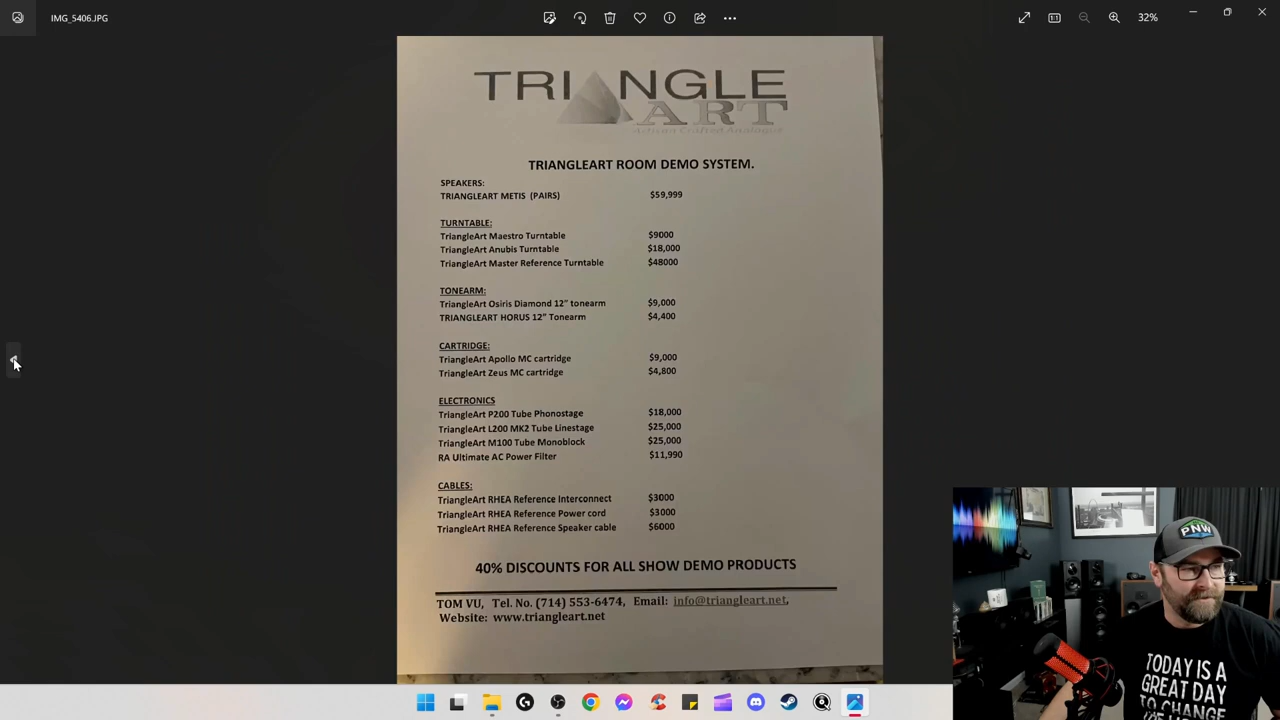 IMG_5406.JPG
32%
TRIANGLE
ART
Artisan Crafted Analogue
TRIANGLEART ROOM DEMO SYSTEM.
SPEAKERS:
TRIANGLEART METIS (PAIRS) $59,999
TURNTABLE:
TriangleArt Maestro Turntable $9000
TriangleArt Anubis Turntable $18,000
TriangleArt Master Reference Turntable $48000
TONEARM:
TriangleArt Osiris Diamond 12" tonearm $9,000
TRIANGLEART HORUS 12" Tonearm $4,400
CARTRIDGE:
TriangleArt Apollo MC cartridge $9,000
TriangleArt Zeus MC cartridge $4,800
ELECTRONICS
TriangleArt P200 Tube Phonostage $18,000
TriangleArt L200 MK2 Tube Linestage $25,000
TriangleArt M100 Tube Monoblock $25,000
RA Ultimate AC Power Filter $11,990
CABLES:
TriangleArt RHEA Reference Interconnect $3000
TriangleArt RHEA Reference Power cord $3000
TriangleArt RHEA Reference Speaker cable $6000
40% DISCOUNTS FOR ALL SHOW DEMO PRODUCTS
TOM VU, Tel. No. (714) 553-6474, Email: info@triangleart.net,
Website: www.triangleart.net
PNW
TODAY IS A
GREAT DAY
TO CHANGE